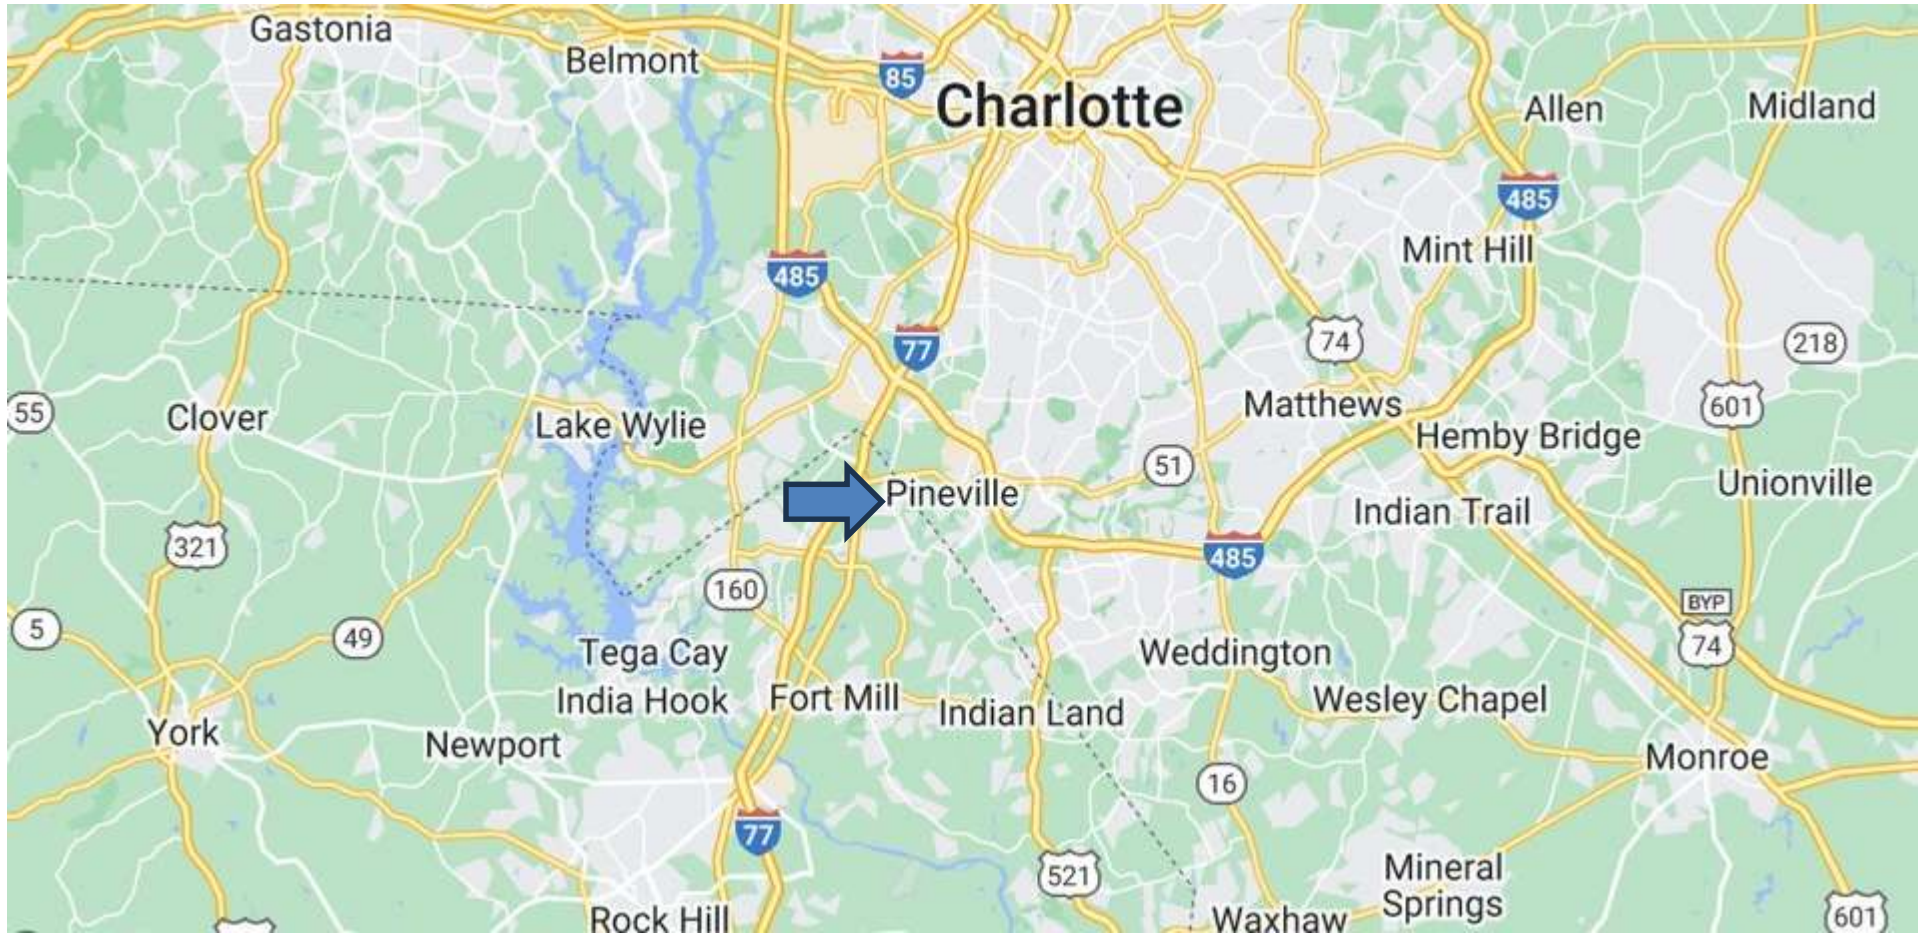 Gastonia
Belmont
85
Charlotte
Allen
Midland
485
Mint Hill
485
77
74
218
55
Clover
Lake Wylie
Matthews
601
Hemby Bridge
51
Pineville
Unionville
Indian Trail
321
485
160
BYP
74
5
49
Tega Cay
Weddington
India Hook
Fort Mill
Indian Land
Wesley Chapel
York
Newport
Monroe
16
77
521
Mineral
Springs
Rock Hill
Waxhaw
601